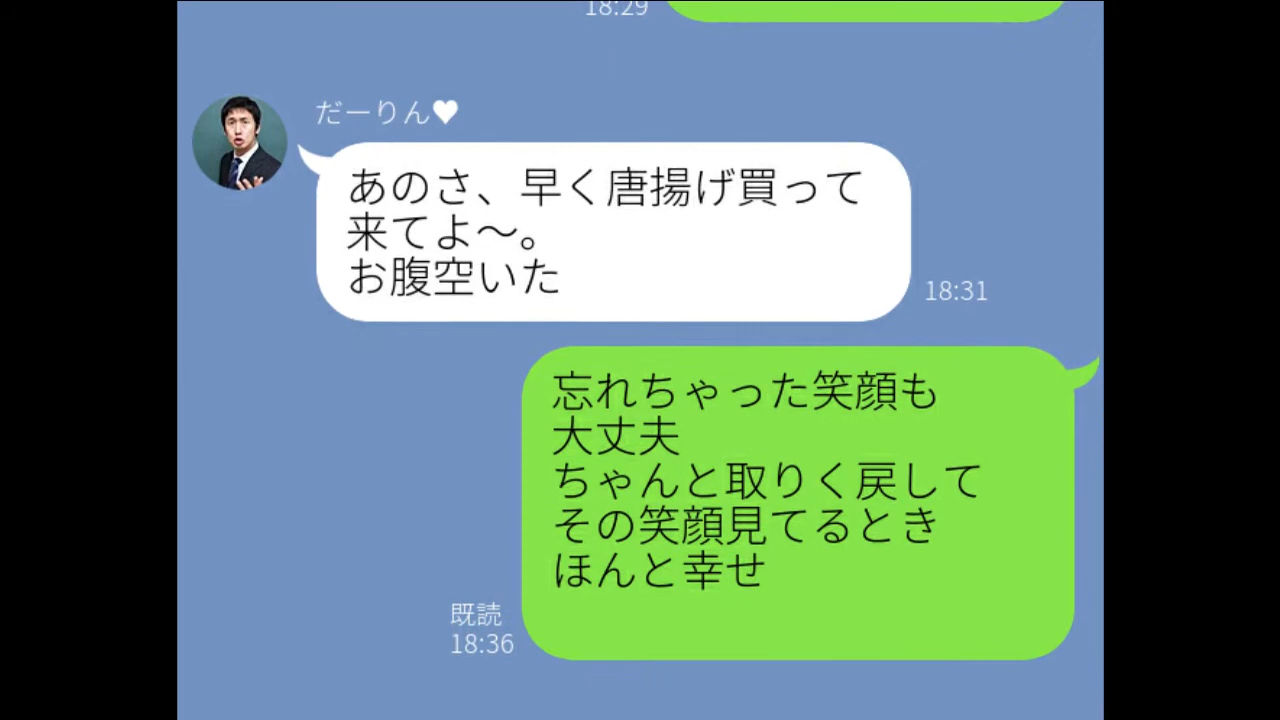 18:29
だーりん♥
あのさ、早く唐揚げ買って
来てよ〜。
お腹空いた
18:31
忘れちゃった笑顔も
大丈夫
ちゃんと取りく戻して
その笑顔見てるとき
ほんと幸せ
既読
18:36